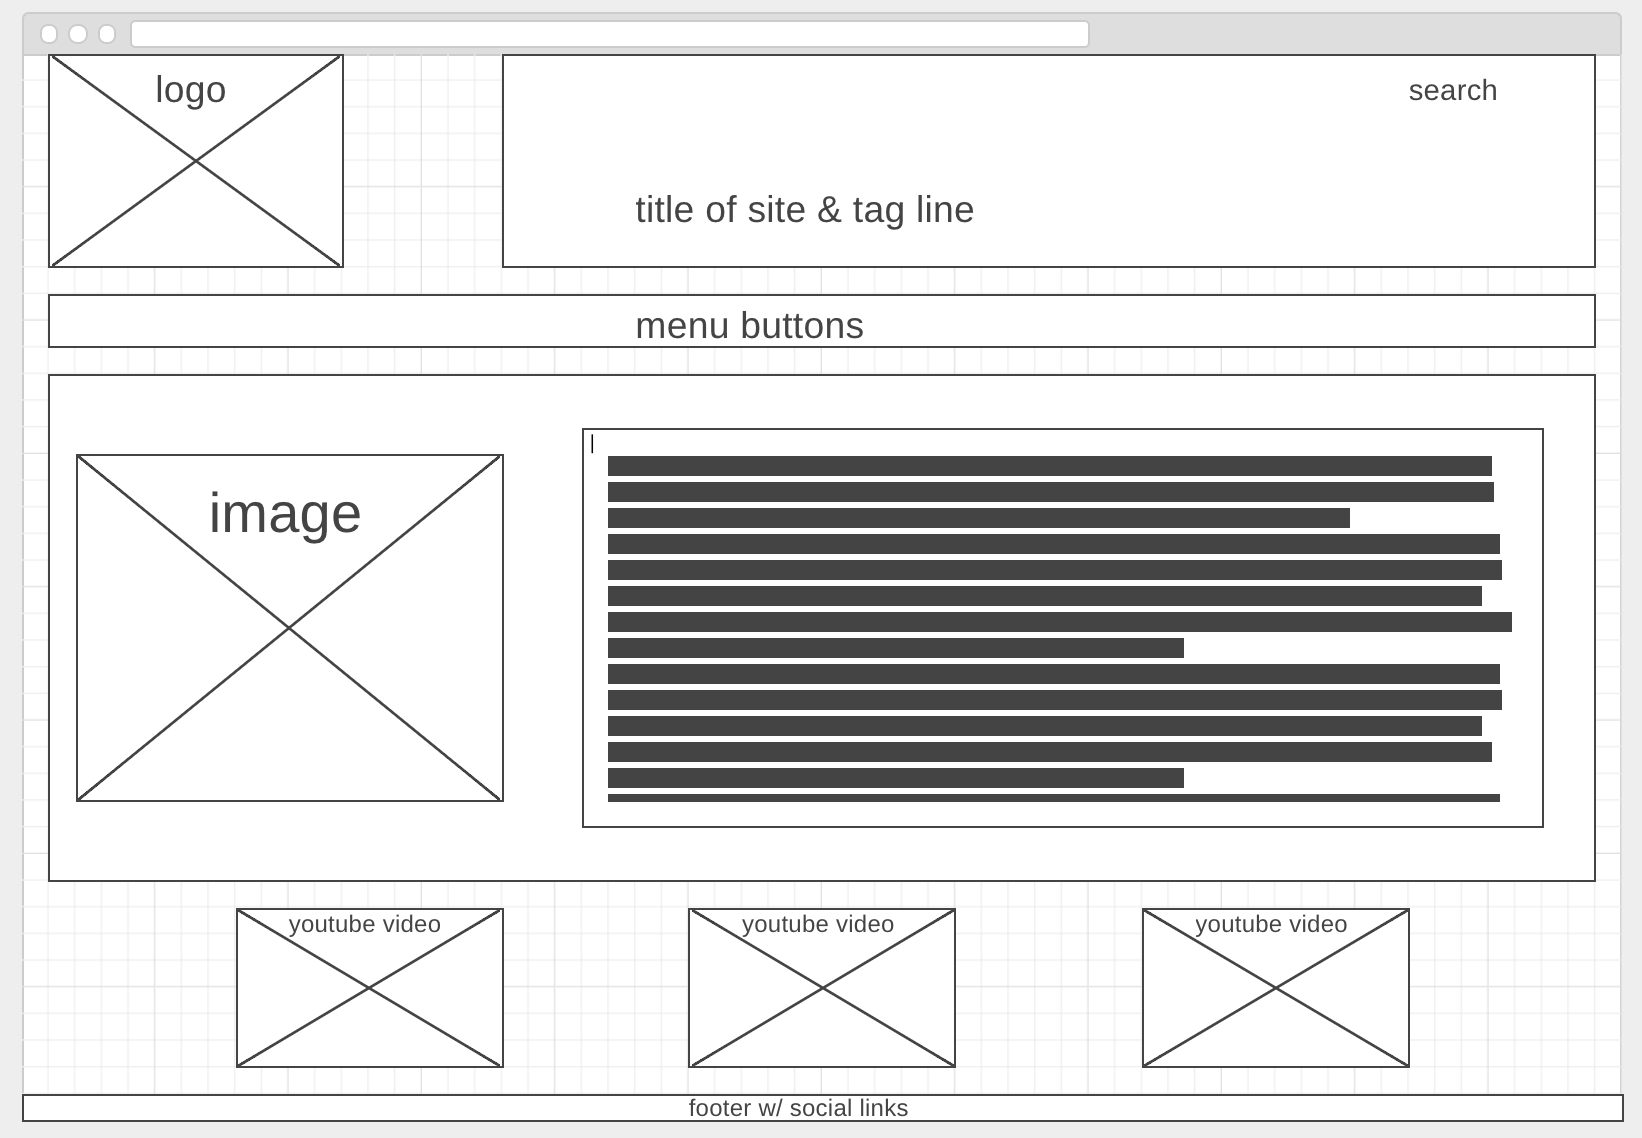 logo
search
title of site & tag line
menu buttons
image
youtube video
youtube video
youtube video
footer w/ social links